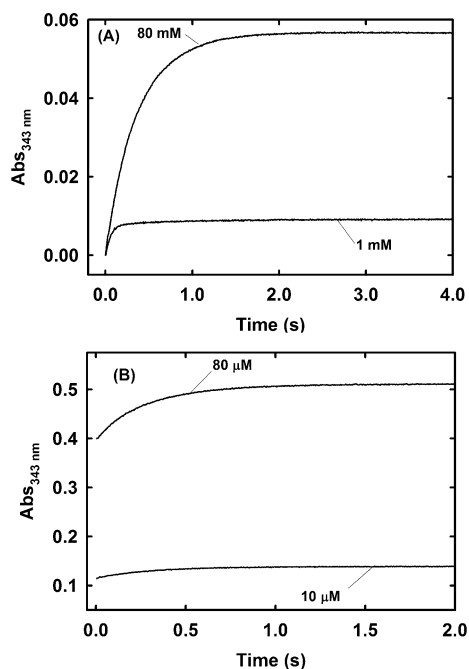 (A)
80 mM
0.06
0.04
0.02
0.00
Abs343 nm
1 mM
0.0 1.0 2.0 3.0 4.0
Time (s)
(B)
80 µM
0.5
0.4
0.3
0.2
0.1
Abs343 nm
10 µM
0.0 0.5 1.0 1.5 2.0
Time (s)